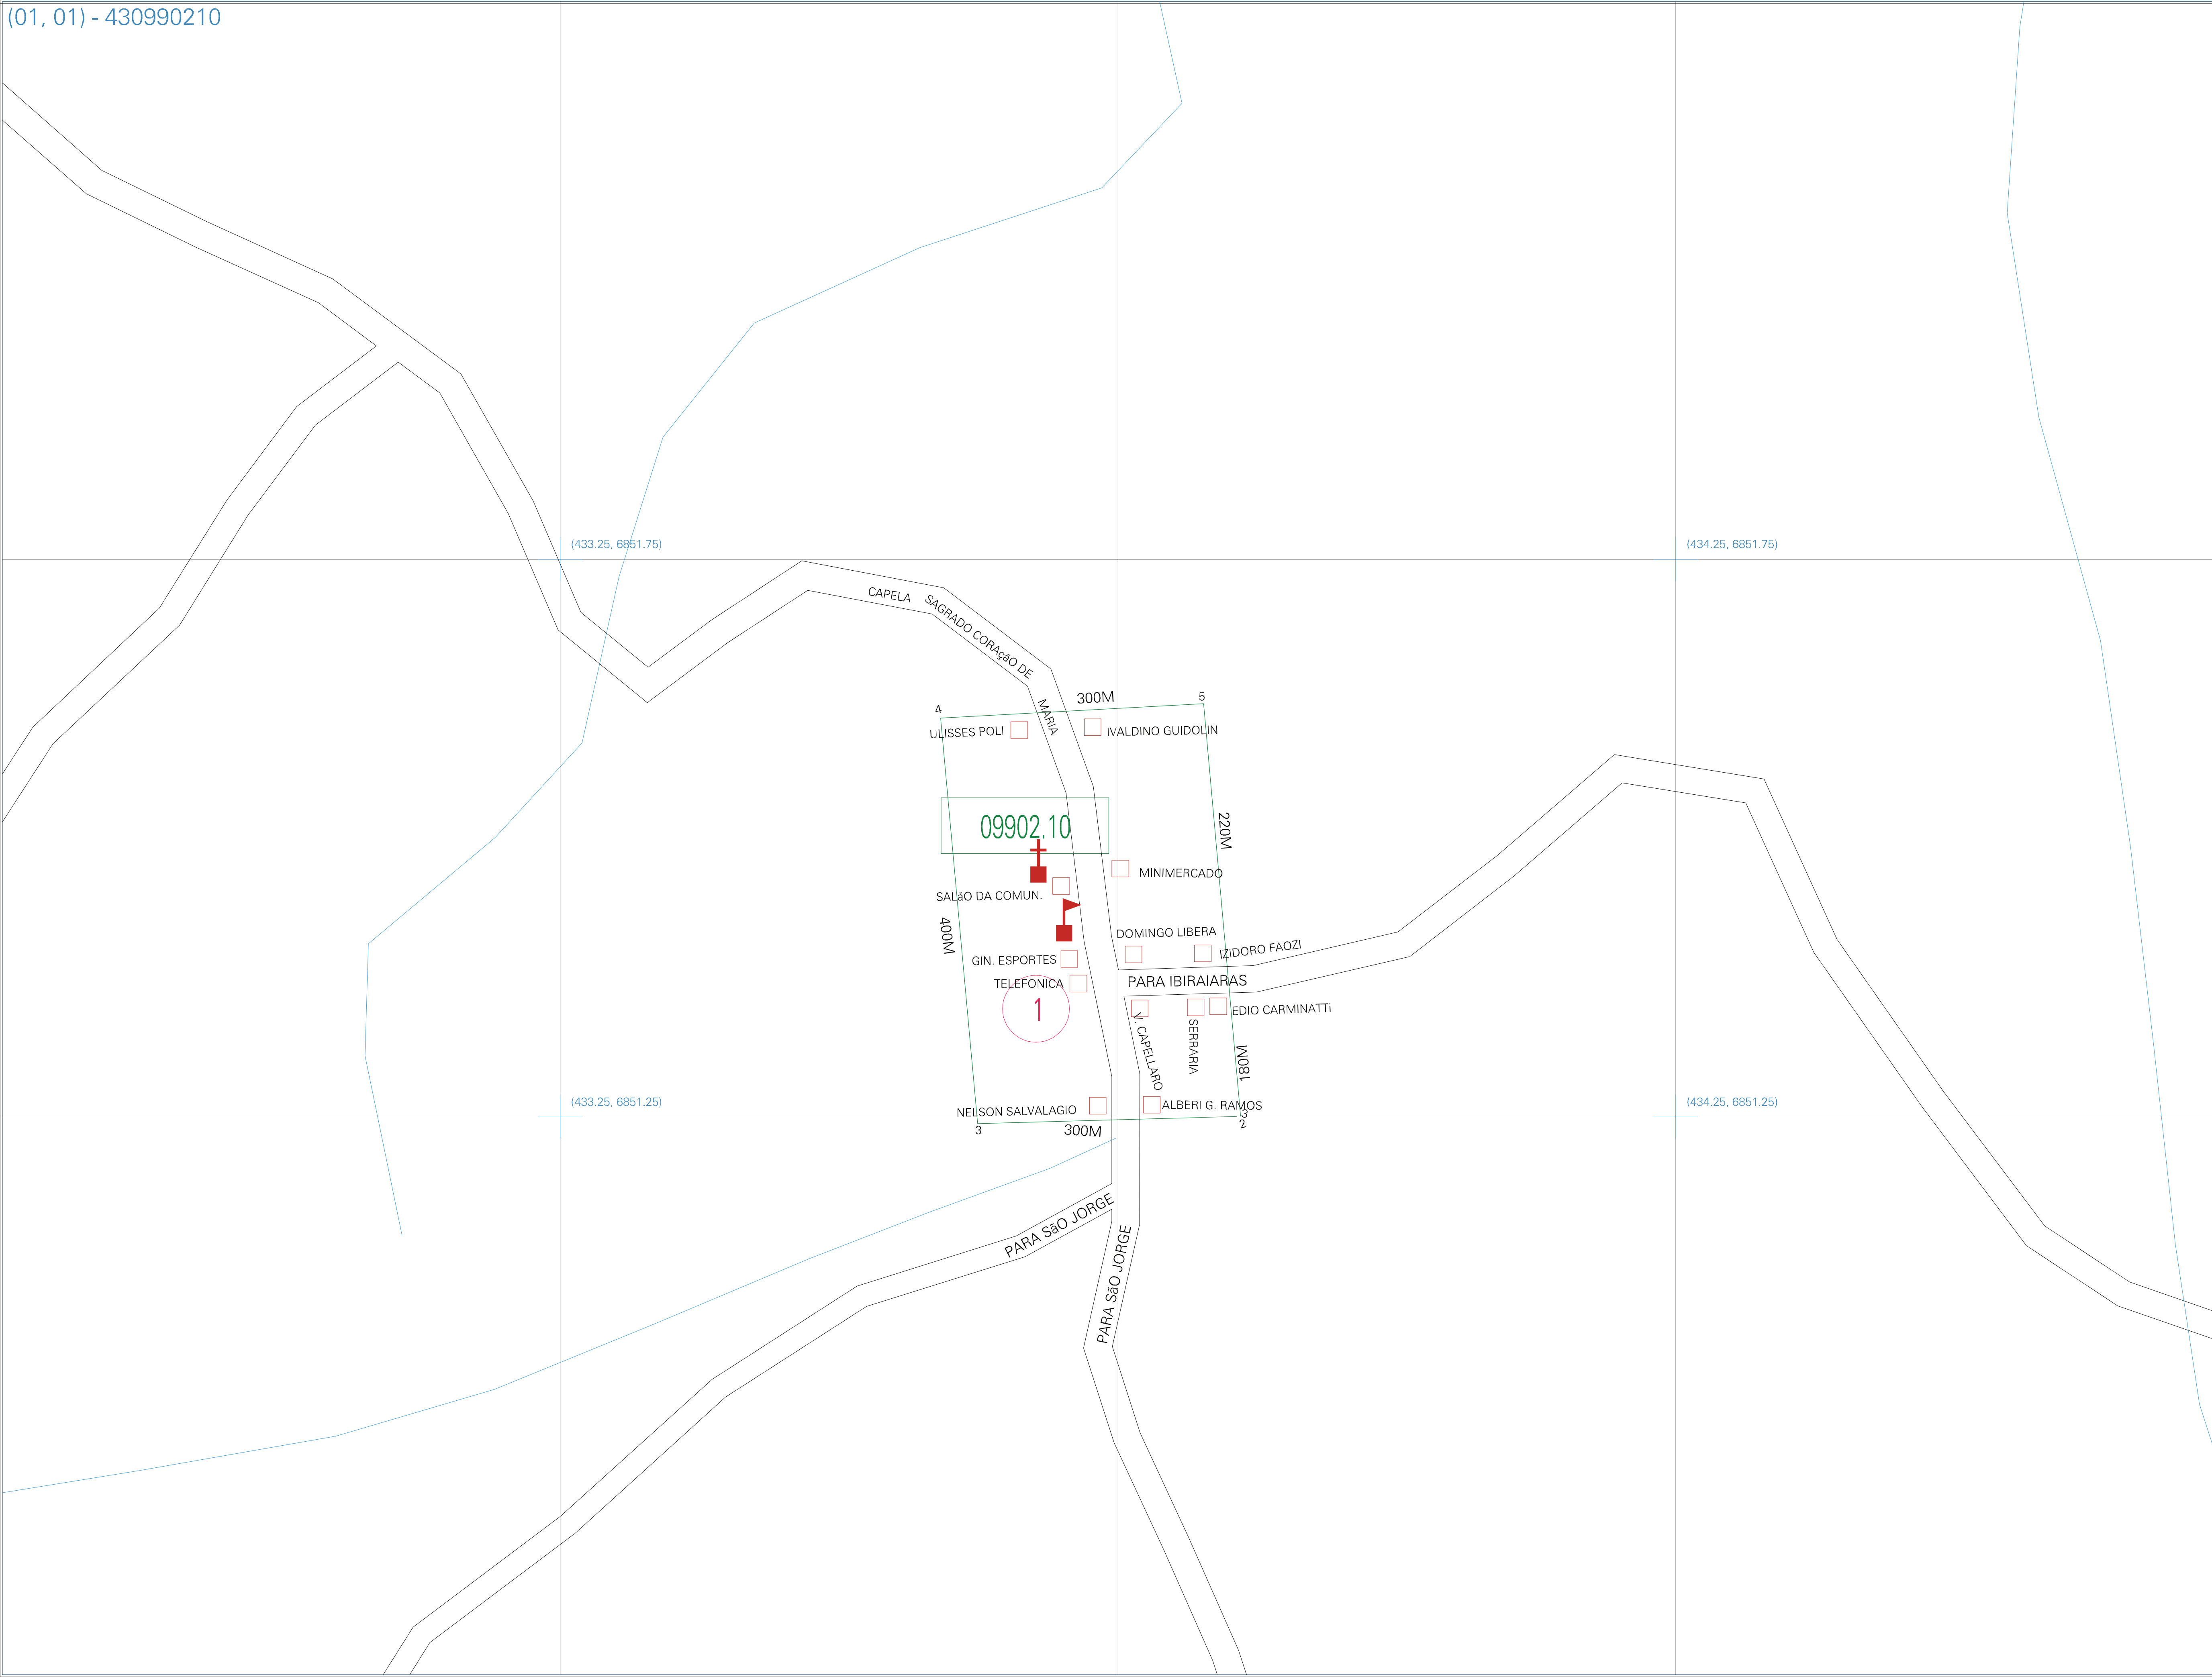 (01, 01) - 430990210
(433.25, 6851.75)
(434.25, 6851.75)
CAPELA SAGRADO CORAçãO DE MARIA
300M
4
5
ULISSES POLI
IVALDINO GUIDOLIN
09902.10
220M
MINIMERCADO
SALãO DA COMUN.
400M
DOMINGO LIBERA
IZIDORO FAOZI
GIN. ESPORTES
TELEFONICA
PARA IBIRAIARAS
1
EDIO CARMINATTi
V. CAPELLARO
SERRARIA
180M
(433.25, 6851.25)
(434.25, 6851.25)
NELSON SALVALAGIO
ALBERI G. RAMOS
3
300M
3
2
PARA SãO JORGE
PARA SãO JORGE